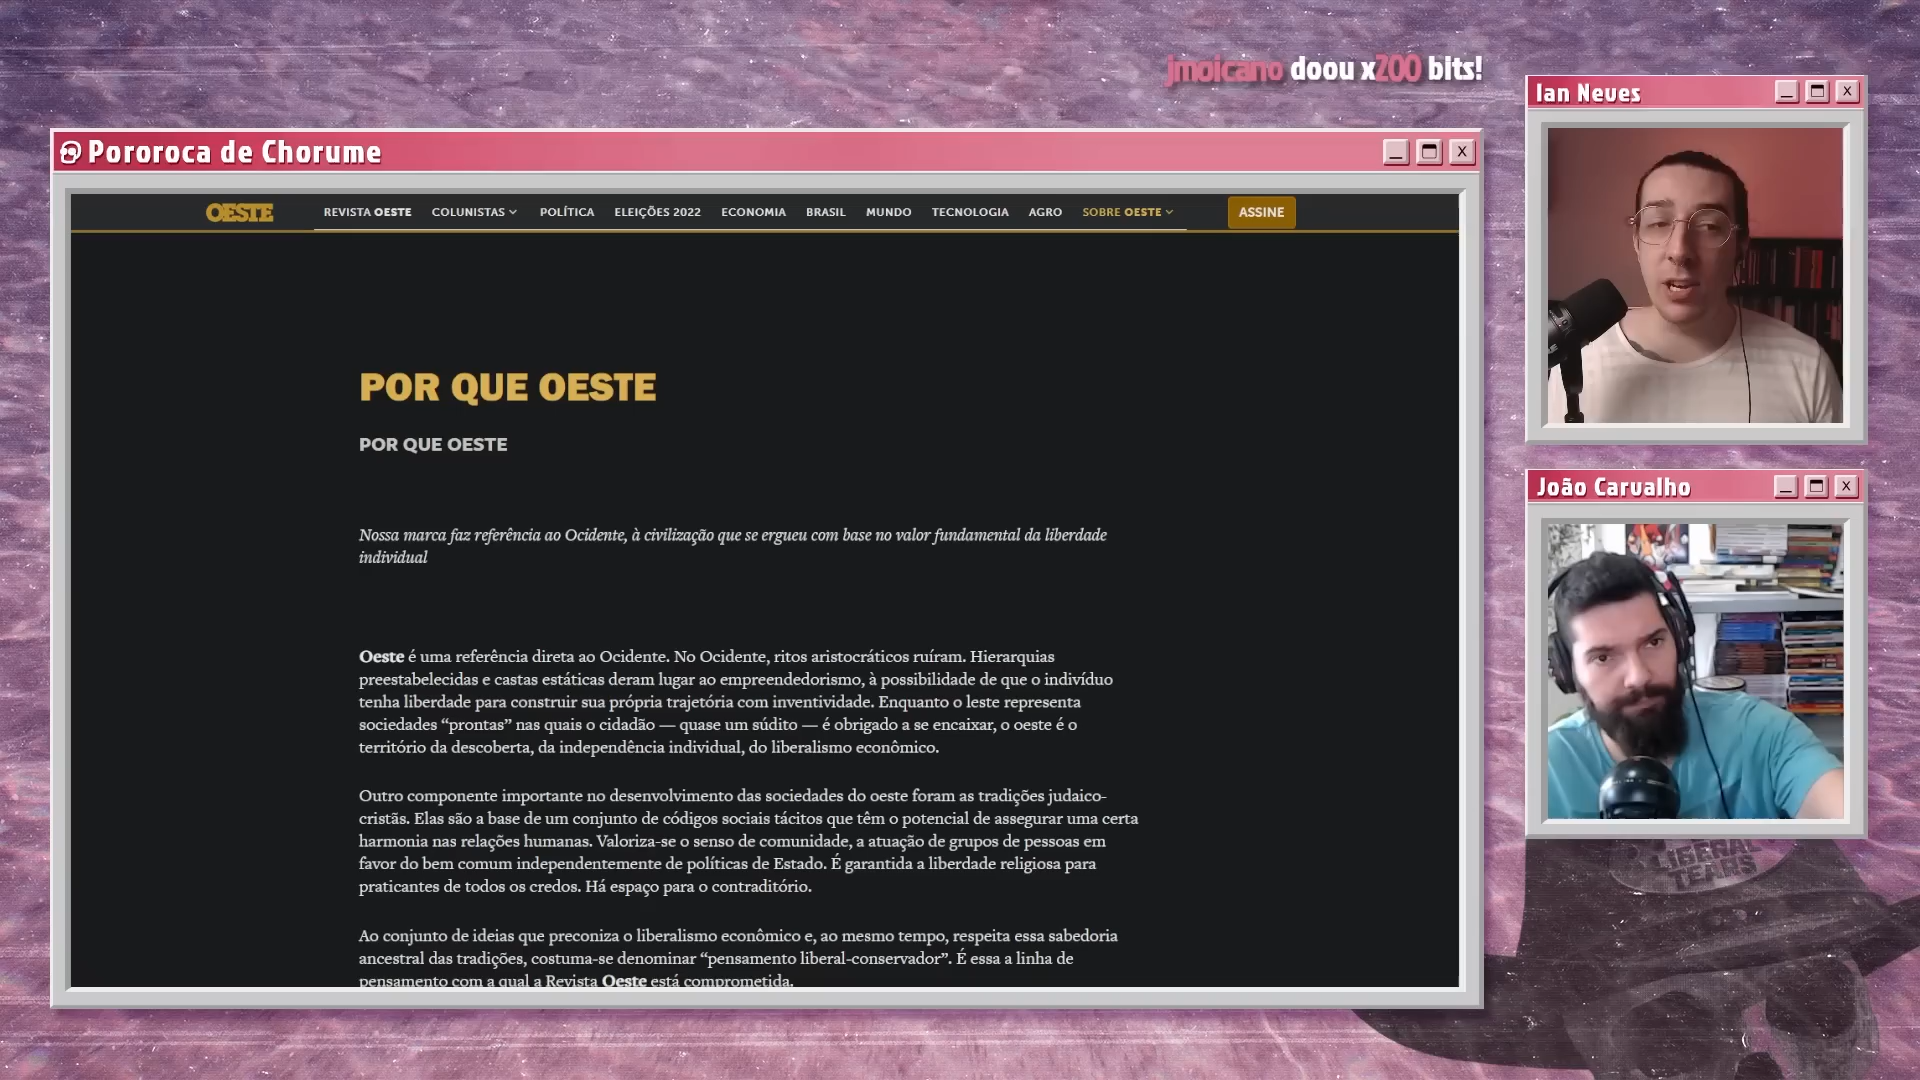 jmoicano doou x200 bits!
Ian Neves
Pororoca de Chorume
OESTE
REVISTA OESTE
COLUNISTAS
POLÍTICA
ELEIÇÕES 2022
ECONOMIA
BRASIL
MUNDO
TECNOLOGIA
AGRO
SOBRE OESTE
ASSINE
POR QUE OESTE
POR QUE OESTE
Nossa marca faz referência ao Ocidente, à civilização que se ergueu com base no valor fundamental da liberdade
individual
Oeste é uma referência direta ao Ocidente. No Ocidente, ritos aristocráticos ruíram. Hierarquias
preestabelecidas e castas estáticas deram lugar ao empreendedorismo, à possibilidade de que o indivíduo
tenha liberdade para construir sua própria trajetória com inventividade. Enquanto o leste representa
sociedades “prontas” nas quais o cidadão — quase um súdito — é obrigado a se encaixar, o oeste é o
território da descoberta, da independência individual, do liberalismo econômico.
Outro componente importante no desenvolvimento das sociedades do oeste foram as tradições judaico-
cristãs. Elas são a base de um conjunto de códigos sociais tácitos que têm o potencial de assegurar uma certa
harmonia nas relações humanas. Valoriza-se o senso de comunidade, a atuação de grupos de pessoas em
favor do bem comum independentemente de políticas de Estado. É garantida a liberdade religiosa para
praticantes de todos os credos. Há espaço para o contraditório.
Ao conjunto de ideias que preconiza o liberalismo econômico e, ao mesmo tempo, respeita essa sabedoria
ancestral das tradições, costuma-se denominar “pensamento liberal-conservador”. É essa a linha de
pensamento com a qual a Revista Oeste está comprometida.
João Carvalho
LIBERAL
TEARS